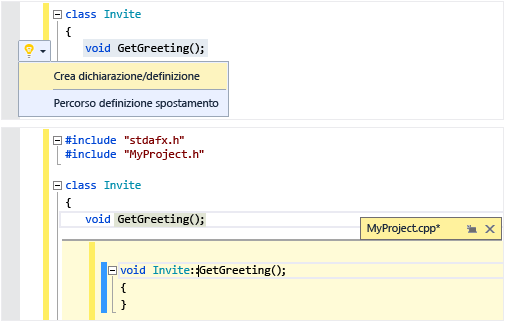 class Invite
{
void GetGreeting();
Crea dichiarazione/definizione
Percorso definizione spostamento
#include "stdafx.h"
#include "MyProject.h"
class Invite
{
void GetGreeting();
MyProject.cpp*
void Invite::GetGreeting();
{
}